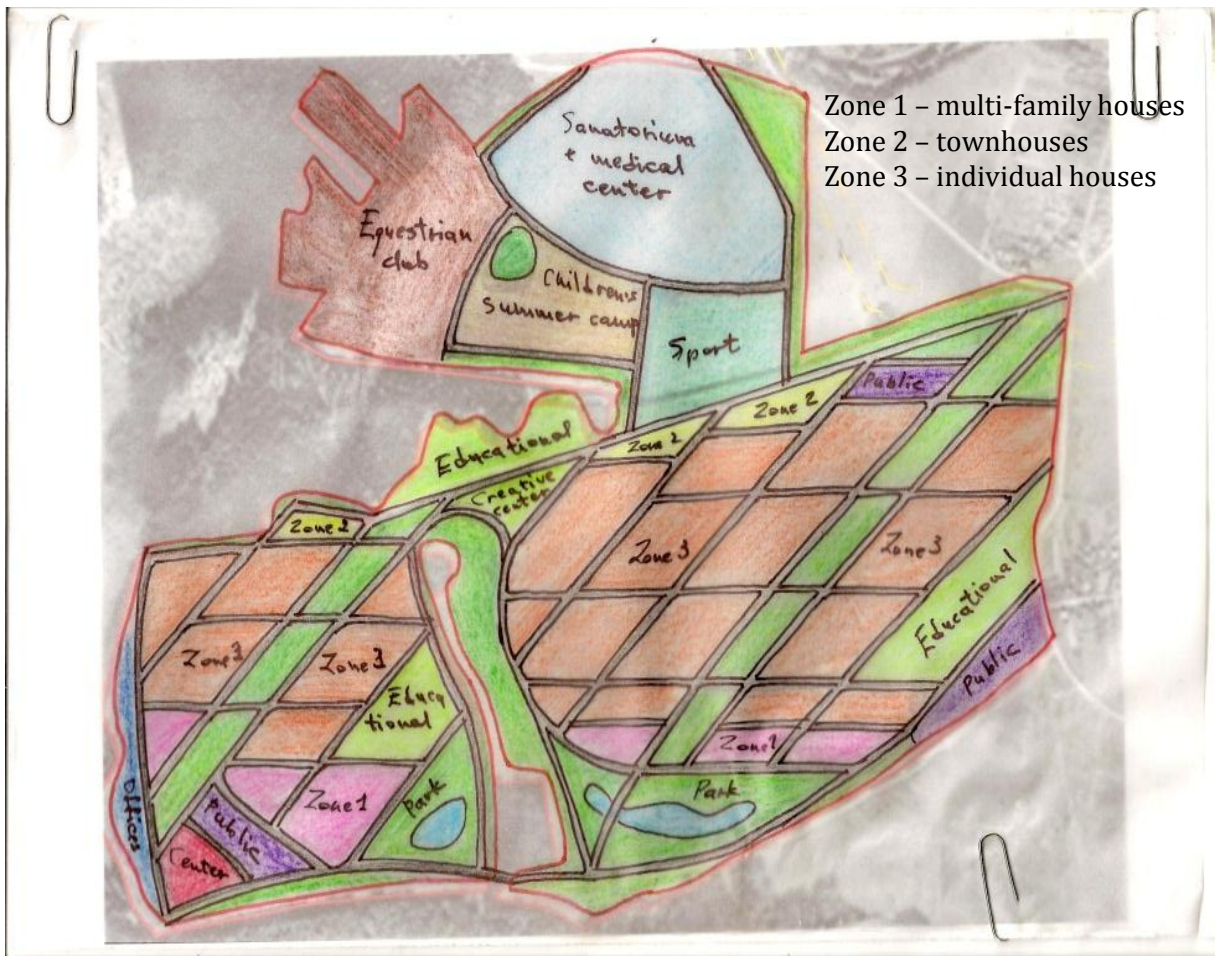 Zone 1 – multi-family houses
Zone 2 – townhouses
Zone 3 – individual houses
Sanatorium
+ medical
center
Equestrian
club
Children's
Summer camp
Sport
Public
Zone 2
Zone 2
Educational
Creative
center
Zone 2
Zone 3
Zone 3
Zone 3
Zone 3
Educational
Public
Educa
tional
Zone 1
Zone 1
Park
Park
Offices
Public
Center